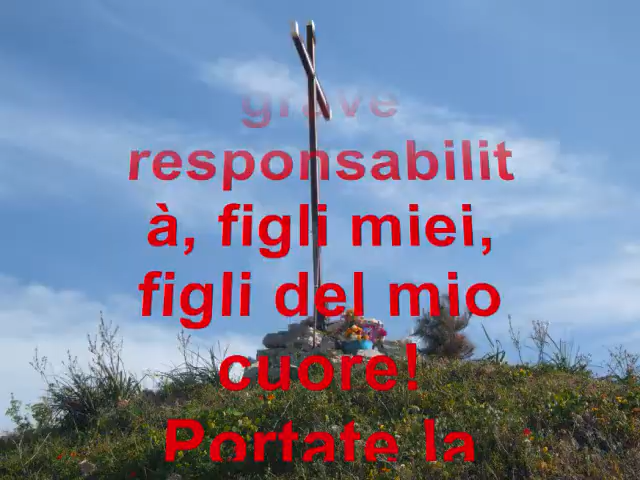 grave
responsabilit
à, figli miei,
figli del mio
cuore!
Portate la